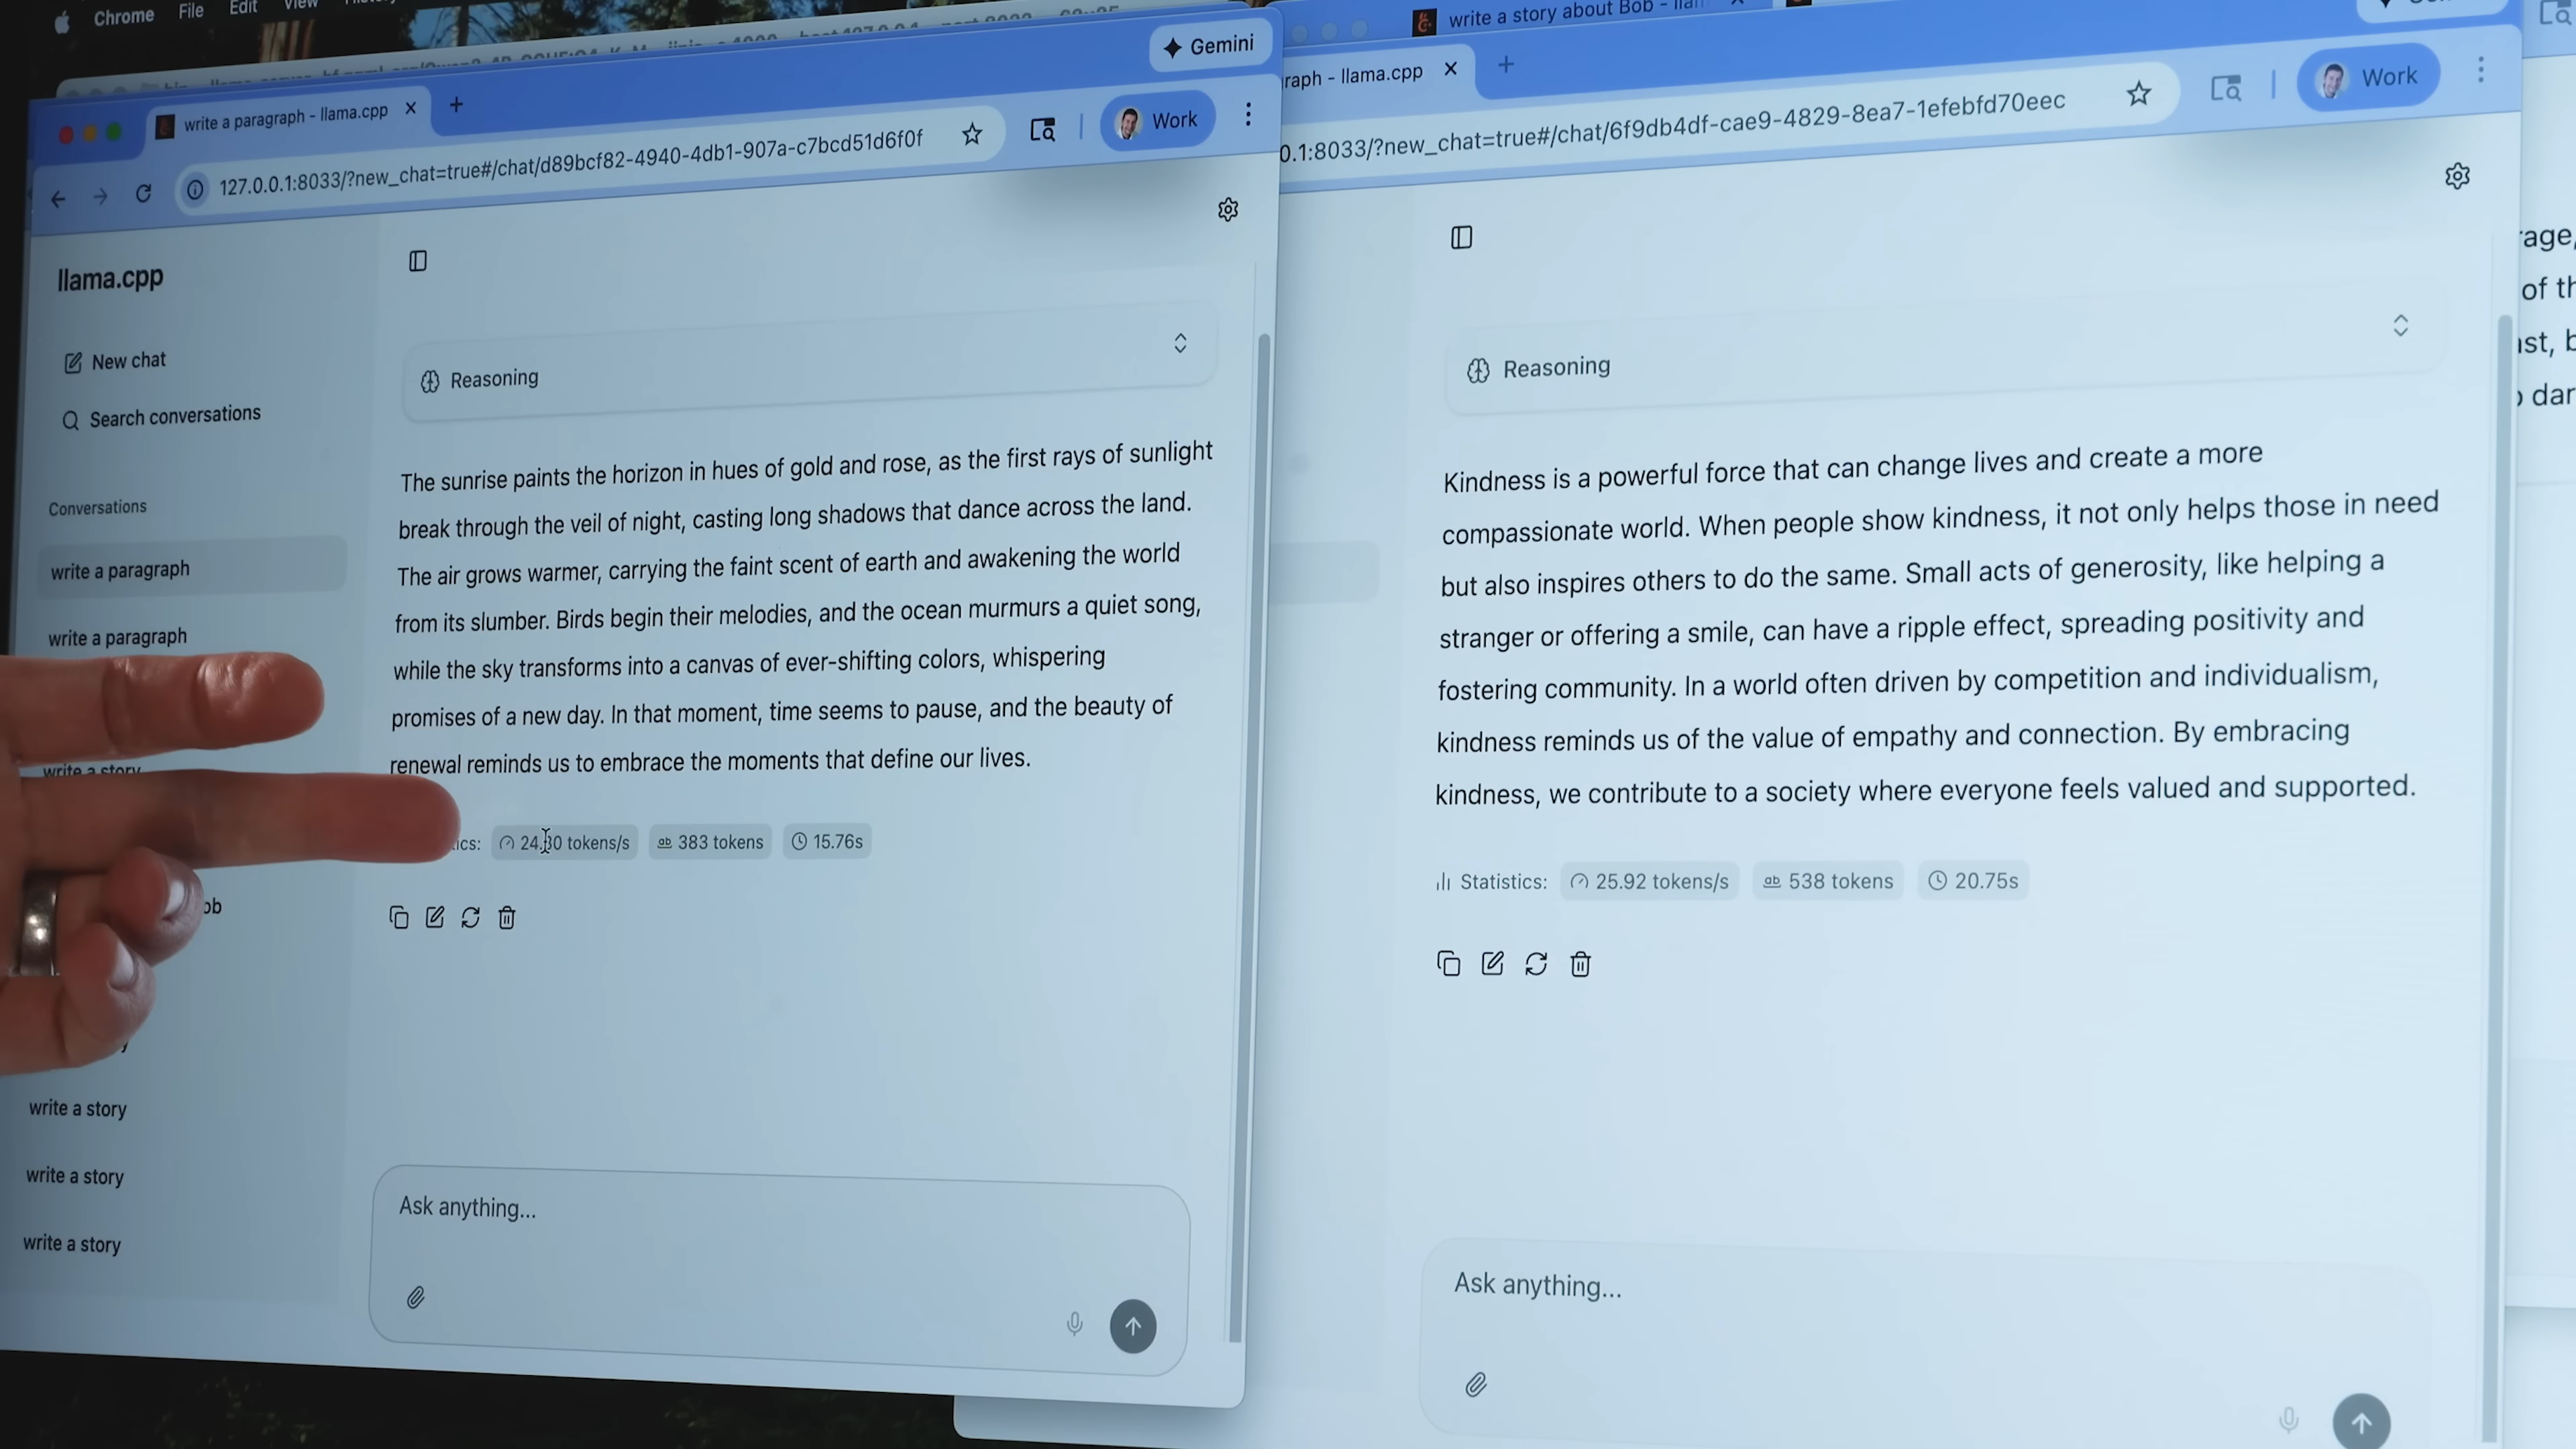 Chrome File Edit View
write a paragraph - llama.cpp
Gemini
127.0.0.1:8033/?new_chat=true#/chat/d89bcf82-4940-4db1-907a-c7bcd51d6f0f
Work
llama.cpp
New chat
Search conversations
Conversations
write a paragraph
write a paragraph
write a story
ob
write a story
write a story
write a story
Reasoning
The sunrise paints the horizon in hues of gold and rose, as the first rays of sunlight
break through the veil of night, casting long shadows that dance across the land.
The air grows warmer, carrying the faint scent of earth and awakening the world
from its slumber. Birds begin their melodies, and the ocean murmurs a quiet song,
while the sky transforms into a canvas of ever-shifting colors, whispering
promises of a new day. In that moment, time seems to pause, and the beauty of
renewal reminds us to embrace the moments that define our lives.
ics: tokens/s 383 tokens 15.76s
Ask anything...
write a story about Bob -
raph - llama.cpp
0.1:8033/?new_chat=true#/chat/6f9db4df-cae9-4829-8ea7-1efebfd70eec
Work
Reasoning
Kindness is a powerful force that can change lives and create a more
compassionate world. When people show kindness, it not only helps those in need
but also inspires others to do the same. Small acts of generosity, like helping a
stranger or offering a smile, can have a ripple effect, spreading positivity and
fostering community. In a world often driven by competition and individualism,
kindness reminds us of the value of empathy and connection. By embracing
kindness, we contribute to a society where everyone feels valued and supported.
Statistics: 25.92 tokens/s 538 tokens 20.75s
Ask anything...
rage,
of th
ast, b
dar